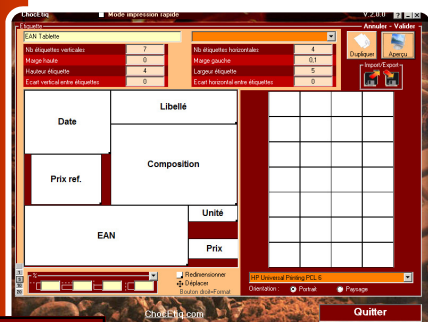 ChocEtiq Mode impression rapide V.2.0.0
Etiquette Annuler - Valider
EAN Tablette
Nb étiquettes verticales 7 Nb étiquettes horizontales 4
Marge haute 0 Marge gauche 0,1
Hauteur étiquette 4 Largeur étiquette 5
Ecart vertical entre étiquettes 0 Ecart horizontal entre étiquettes 0
Dupliquer Aperçu
Import/Export
Date
Libellé
Composition
Prix ref.
Unité
EAN
Prix
%
Redimensionner
Déplacer
Bouton droit=Format
HP Universal Printing PCL 6
Orientation : Portrait Paysage
ChocEtiq.com
Quitter